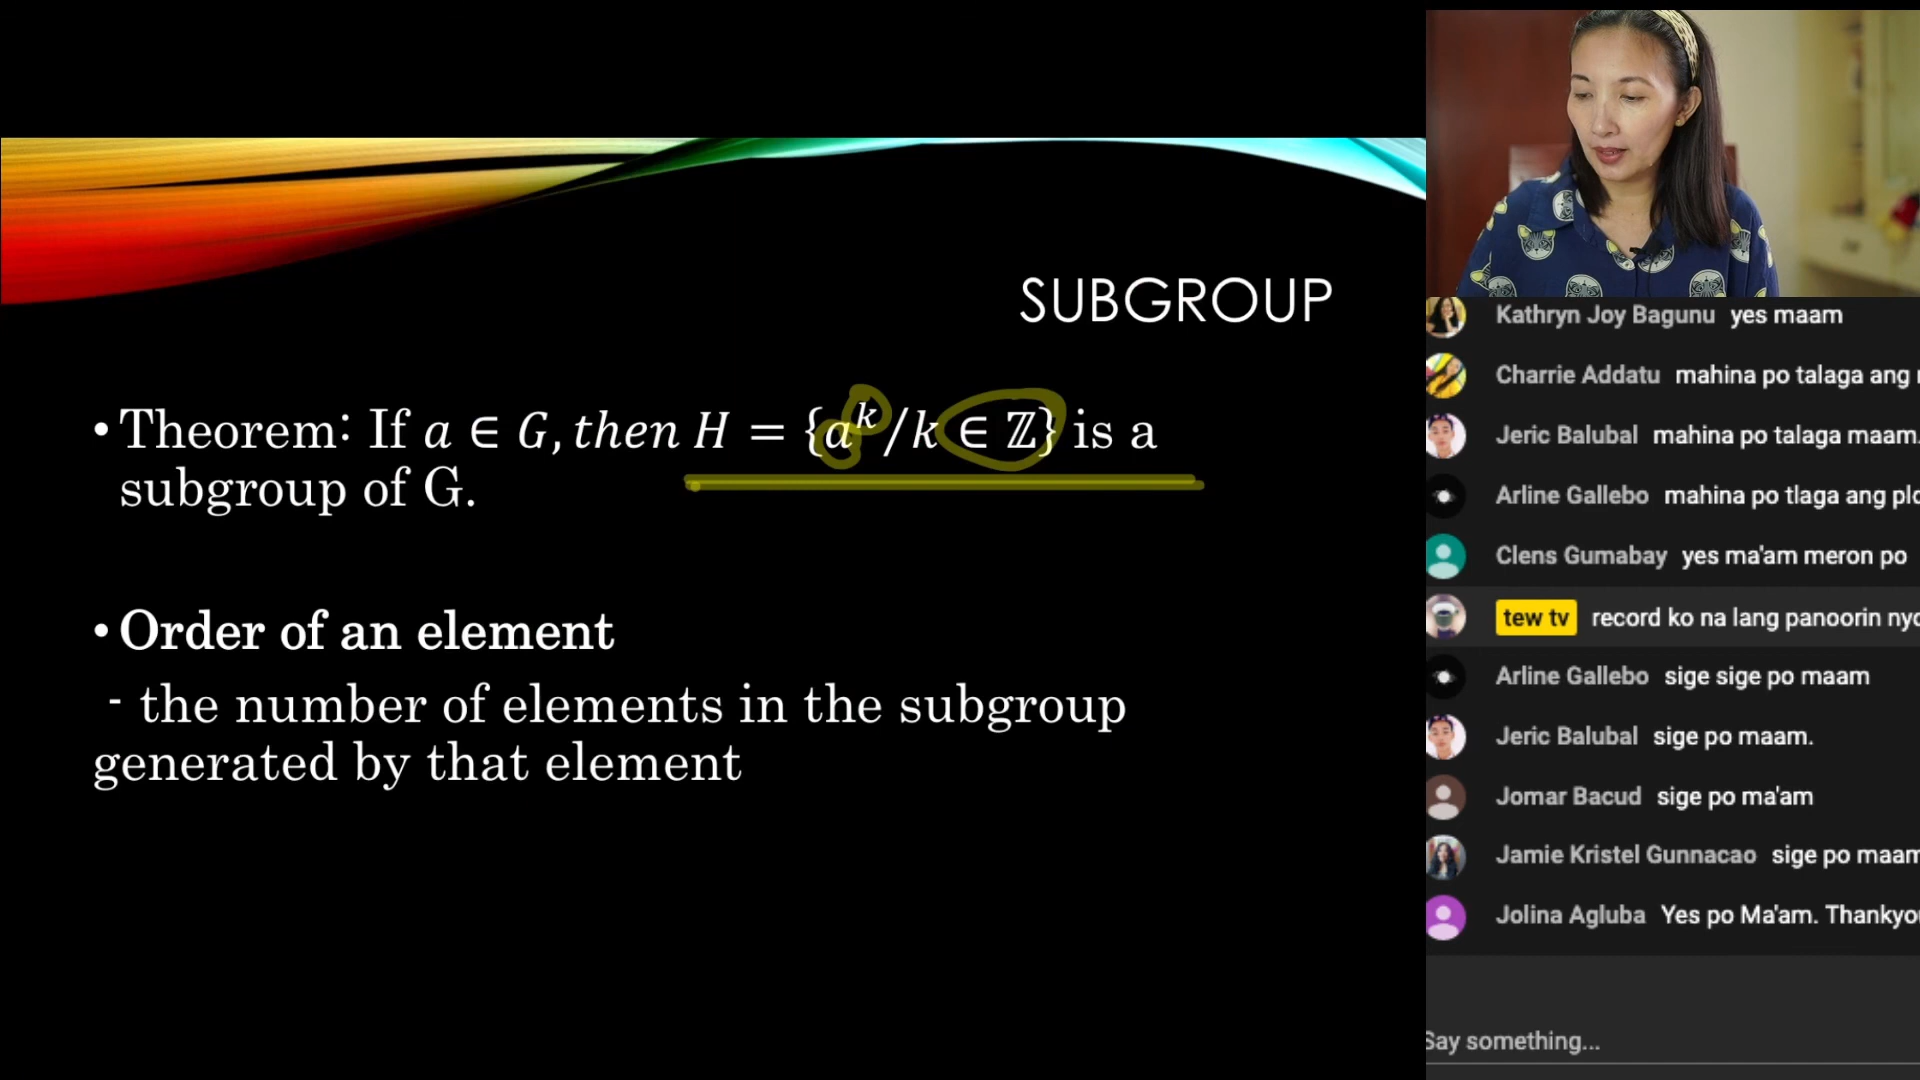 SUBGROUP
• Theorem: If a ∈ G, then H = {a^k/k ∈ ℤ} is a
subgroup of G.
• Order of an element
- the number of elements in the subgroup
generated by that element
Kathryn Joy Bagunu yes maam
Charrie Addatu mahina po talaga ang
Jeric Balubal mahina po talaga maam.
Arline Gallebo mahina po tlaga ang
Clens Gumabay yes ma'am meron po
tew tv record ko na lang panoorin
Arline Gallebo sige sige po maam
Jeric Balubal sige po maam.
Jomar Bacud sige po ma'am
Jamie Kristel Gunnacao sige po maam
Jolina Agluba Yes po Ma'am.
Say something...